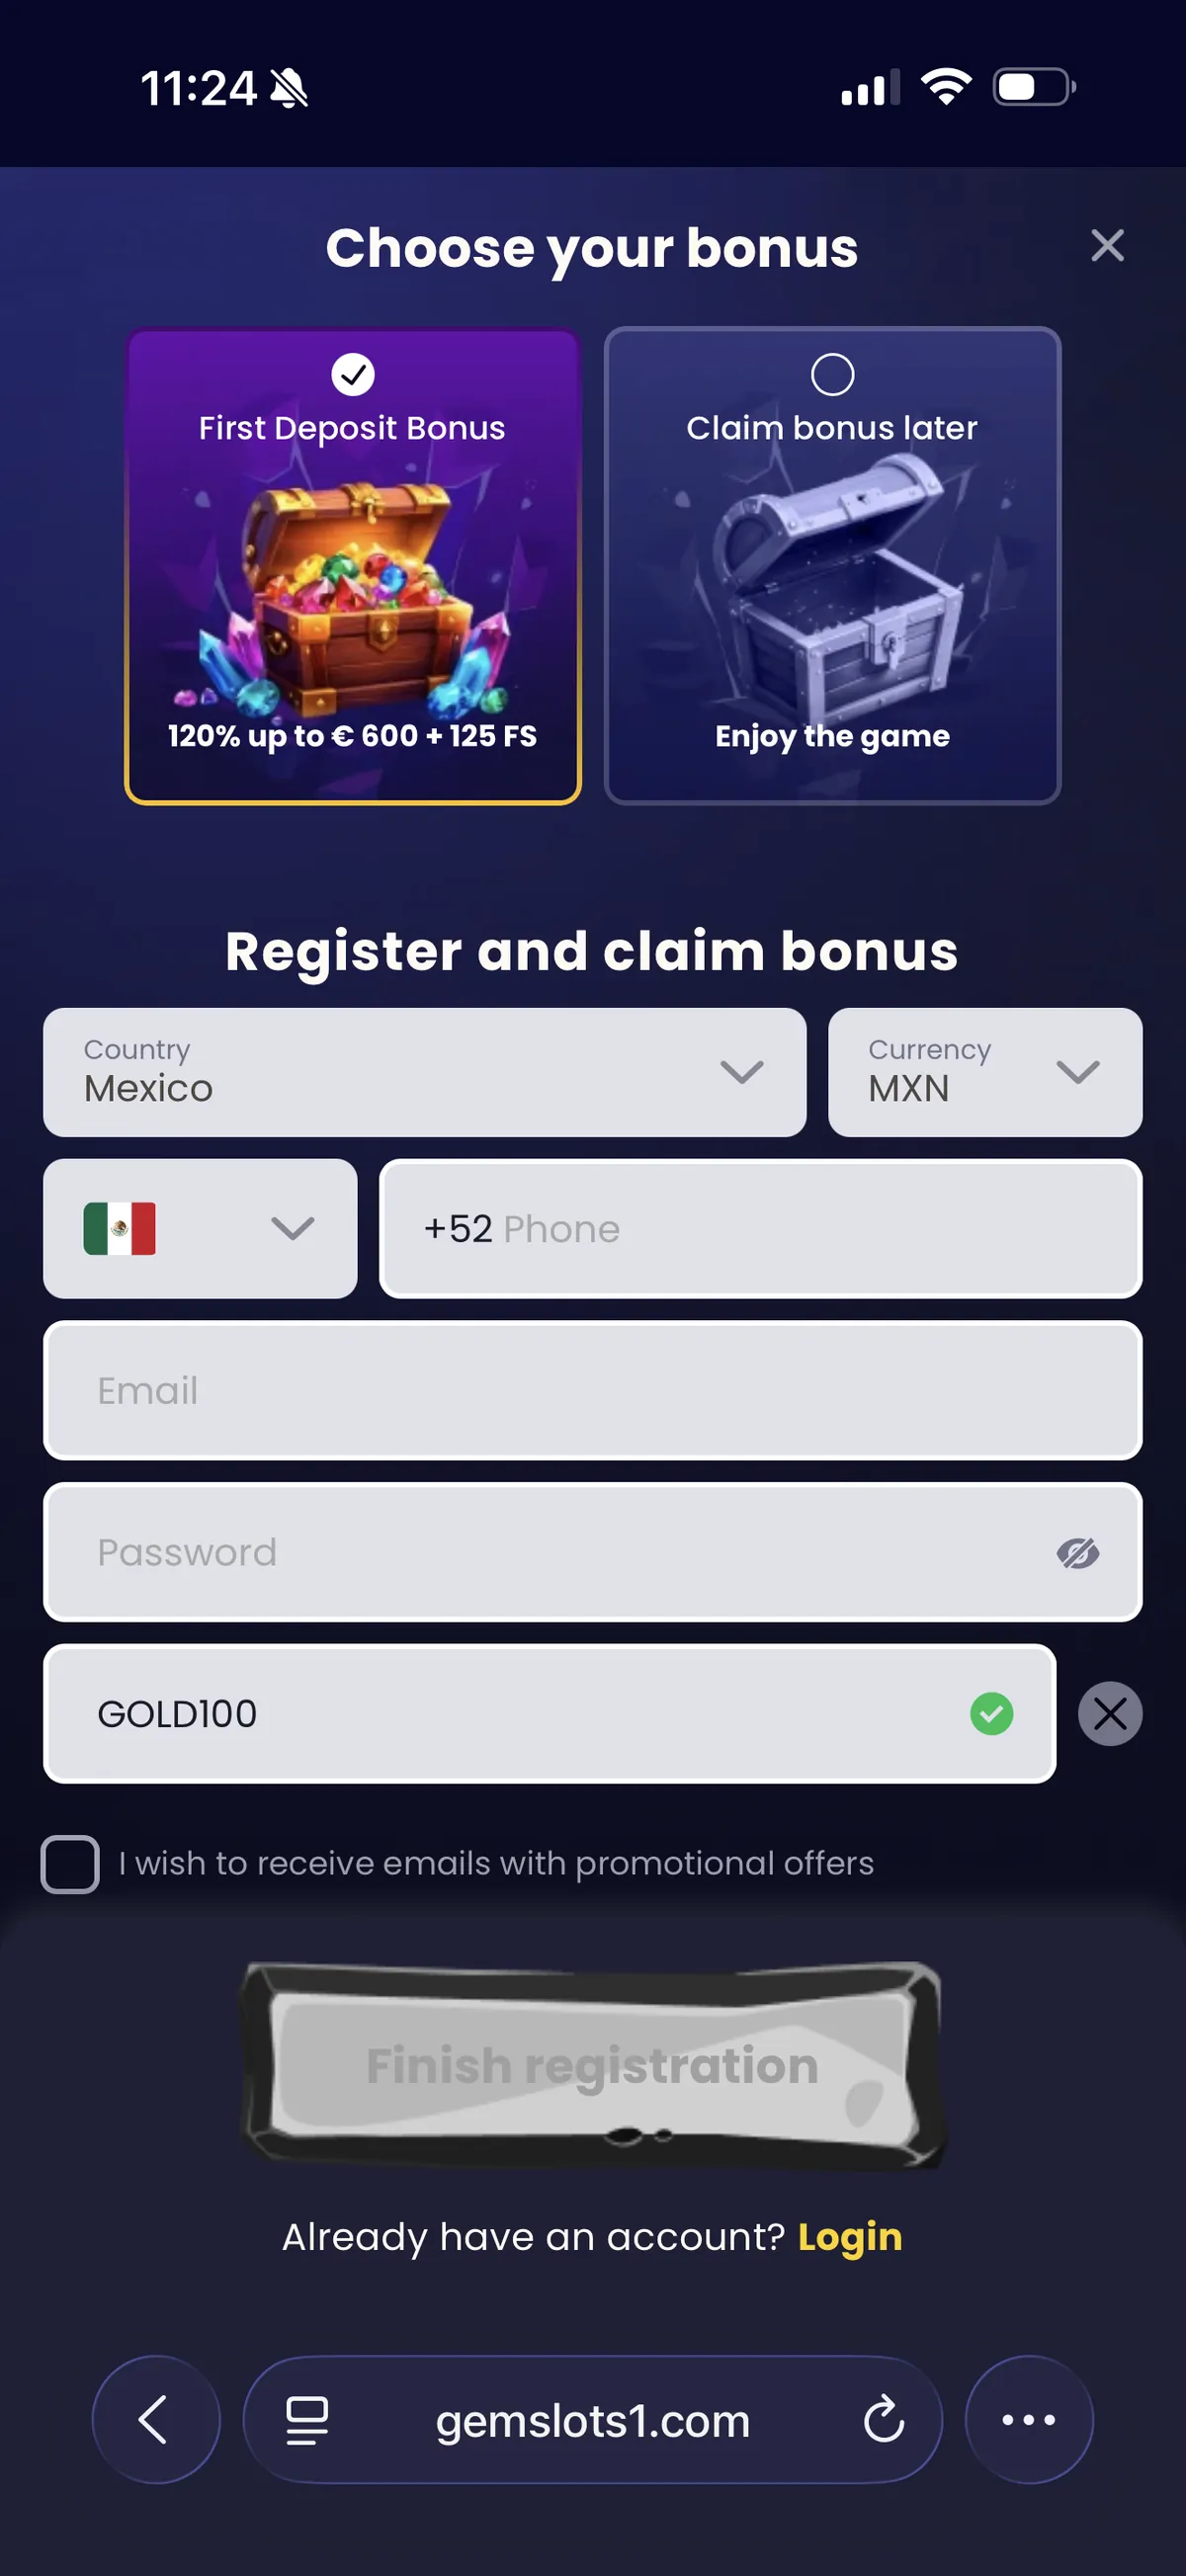 11:24
Choose your bonus
First Deposit Bonus
120% up to € 600 + 125 FS
Claim bonus later
Enjoy the game
Register and claim bonus
Country
Mexico
Currency
MXN
+52 Phone
Email
Password
GOLD100
I wish to receive emails with promotional offers
Finish registration
Already have an account? Login
gemslots1.com